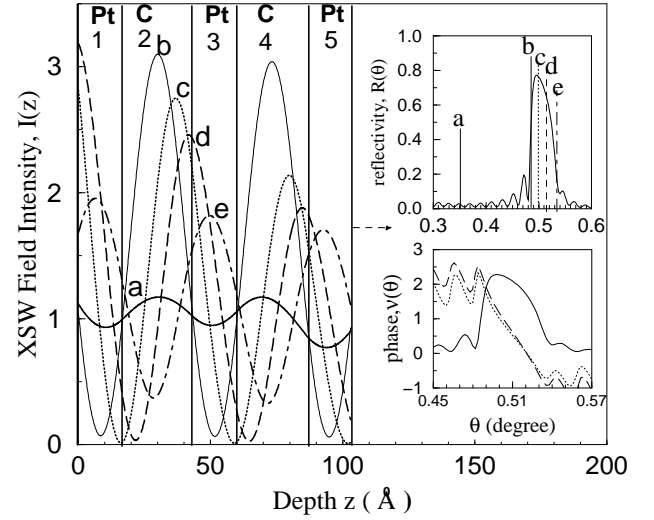 Pt C Pt C Pt
1 2 3 4 5
b
c
d
e
a
3
2
1
0
0 50 100 150 200
XSW Field Intensity, I(z)
Depth z ( Å )
1.0
0.8
0.6
0.4
0.2
0.0
0.3 0.4 0.5 0.6
reflectivity, R(θ)
a
b
c
d
e
3
2
1
0
−1
0.45 0.51 0.57
phase,ν(θ)
θ (degree)